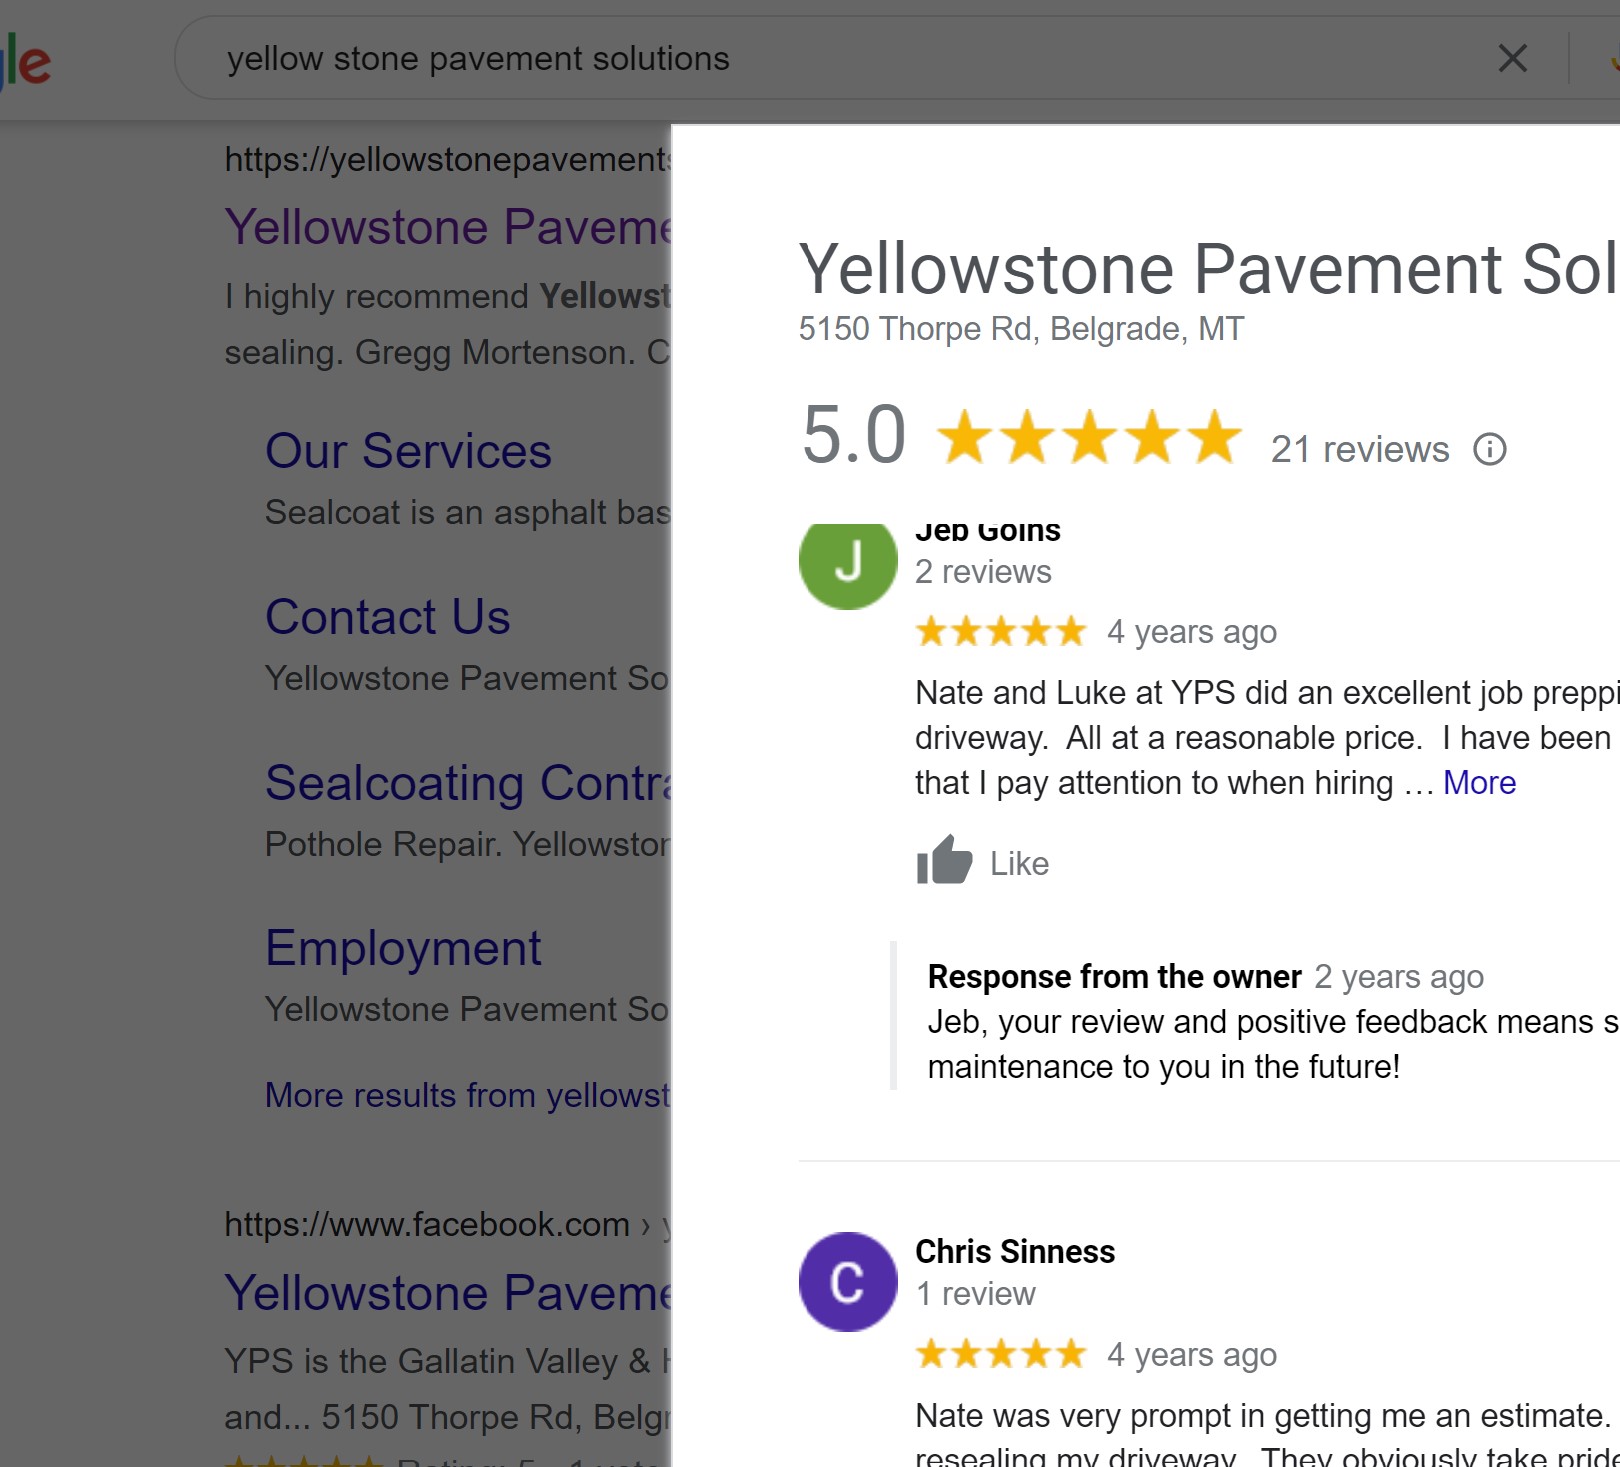 gle
yellow stone pavement solutions
https://yellowstonepavements
Yellowstone Paveme
I highly recommend Yellowst
sealing. Gregg Mortenson. C
Our Services
Sealcoat is an asphalt bas
Contact Us
Yellowstone Pavement So
Sealcoating Contra
Pothole Repair. Yellowston
Employment
Yellowstone Pavement So
More results from yellowst
https://www.facebook.com › y
Yellowstone Paveme
YPS is the Gallatin Valley & H
and... 5150 Thorpe Rd, Belgr
Rating: 5 · 1 vote
Yellowstone Pavement Sol
5150 Thorpe Rd, Belgrade, MT
5.0 21 reviews
J
Jeb Goins
2 reviews
4 years ago
Nate and Luke at YPS did an excellent job preppi
driveway.  All at a reasonable price.  I have been
that I pay attention to when hiring … More
Like
Response from the owner 2 years ago
Jeb, your review and positive feedback means s
maintenance to you in the future!
C
Chris Sinness
1 review
4 years ago
Nate was very prompt in getting me an estimate.
resealing my driveway.  They obviously take pride